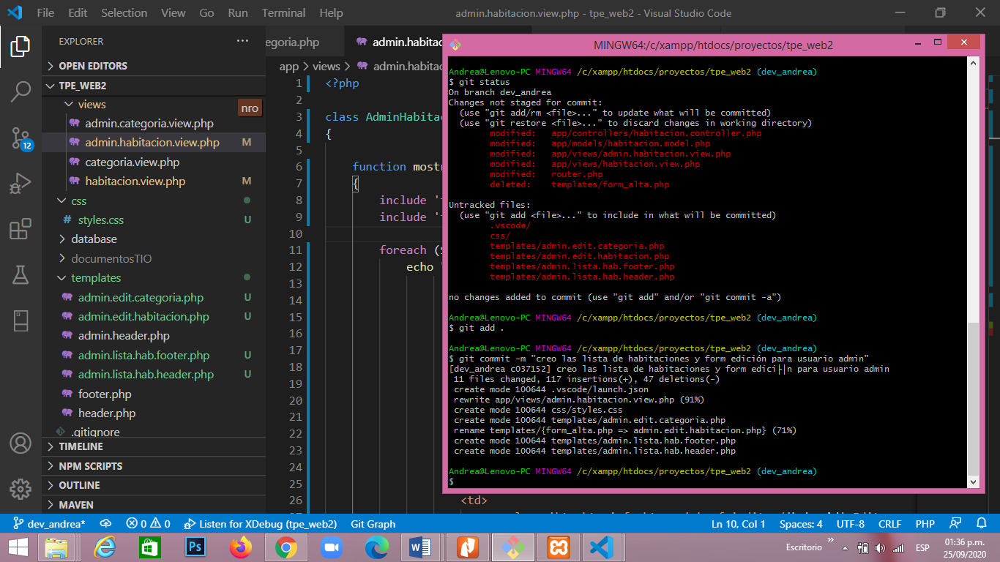 File Edit Selection View Go Run Terminal Help
admin.habitacion.view.php - tpe_web2 - Visual Studio Code
EXPLORER
OPEN EDITORS
TPE_WEB2
views
nro
admin.categoria.view.php
admin.habitacion.view.php M
categoria.view.php
habitacion.view.php M
css
# styles.css U
database
documentosTIO
templates
admin.edit.categoria.php U
admin.edit.habitacion.php U
admin.header.php
admin.lista.hab.footer.php U
admin.lista.hab.header.php U
footer.php
header.php
.gitignore
TIMELINE
NPM SCRIPTS
OUTLINE
MAVEN
12
egoria.php
admin.habitac
app > views > admin.habitac
1 <?php
2
3 class AdminHabitac
4 {
5
6 function mostr
7 {
8 include '
9 include '
10
11 foreach (
12 echo
13
14
15
16
17
18
19
20
21
22
23
24
25
26 <td>
MINGW64:/c/xampp/htdocs/proyectos/tpe_web2
Andrea@Lenovo-PC MINGW64 /c/xampp/htdocs/proyectos/tpe_web2 (dev_andrea)
$ git status
On branch dev_andrea
Changes not staged for commit:
(use "git add/rm <file>..." to update what will be committed)
(use "git restore <file>..." to discard changes in working directory)
modified: app/controllers/habitacion.controller.php
modified: app/models/habitacion.model.php
modified: app/views/admin.habitacion.view.php
modified: app/views/habitacion.view.php
modified: router.php
deleted: templates/form_alta.php
Untracked files:
(use "git add <file>..." to include in what will be committed)
.vscode/
css/
templates/admin.edit.categoria.php
templates/admin.edit.habitacion.php
templates/admin.lista.hab.footer.php
templates/admin.lista.hab.header.php
no changes added to commit (use "git add" and/or "git commit -a")
Andrea@Lenovo-PC MINGW64 /c/xampp/htdocs/proyectos/tpe_web2 (dev_andrea)
$ git add .
Andrea@Lenovo-PC MINGW64 /c/xampp/htdocs/proyectos/tpe_web2 (dev_andrea)
$ git commit -m "creo las lista de habitaciones y form edición para usuario admin"
[dev_andrea c037152] creo las lista de habitaciones y form edici├│n para usuario admin
11 files changed, 117 insertions(+), 47 deletions(-)
create mode 100644 .vscode/launch.json
rewrite app/views/admin.habitacion.view.php (91%)
create mode 100644 css/styles.css
create mode 100644 templates/admin.edit.categoria.php
rename templates/{form_alta.php => admin.edit.habitacion.php} (71%)
create mode 100644 templates/admin.lista.hab.footer.php
create mode 100644 templates/admin.lista.hab.header.php
Andrea@Lenovo-PC MINGW64 /c/xampp/htdocs/proyectos/tpe_web2 (dev_andrea)
$
dev_andrea* 0 0 Listen for XDebug (tpe_web2) Git Graph Ln 10, Col 1 Spaces: 4 UTF-8 CRLF PHP
Ps
Escritorio
ESP
01:36 p.m.
25/09/2020